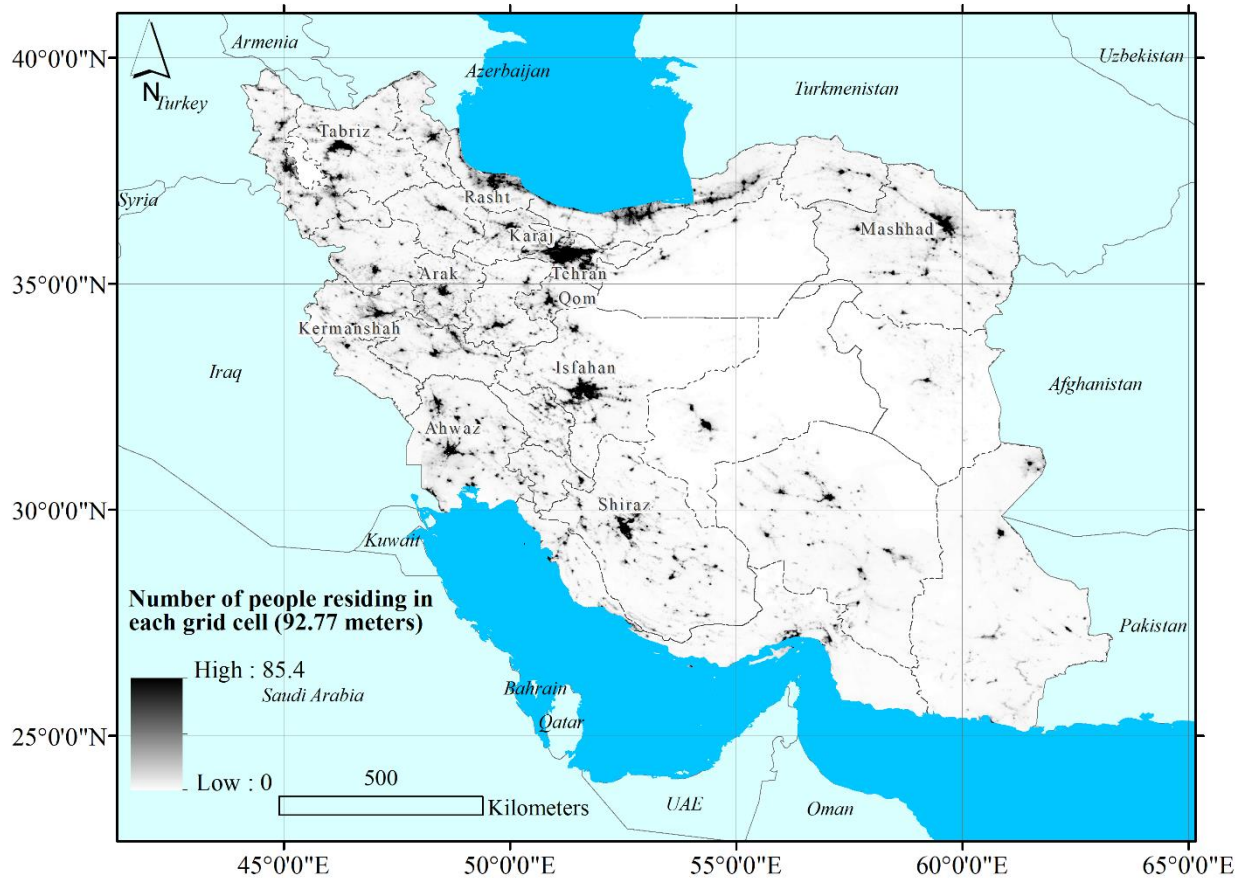 Armenia
Azerbaijan
Uzbekistan
40°0'0"N
Turkey
Turkmenistan
N
Tabriz
Syria
Rasht
Karaj
Mashhad
Tehran
35°0'0"N
Arak
Qom
Kermanshah
Isfahan
Iraq
Afghanistan
Ahwaz
30°0'0"N
Shiraz
Kuwait
Number of people residing in
each grid cell (92.77 meters)
Pakistan
High : 85.4
Saudi Arabia
Bahrain
Qatar
25°0'0"N
Low : 0
500
Kilometers
UAE
Oman
45°0'0"E
50°0'0"E
55°0'0"E
60°0'0"E
65°0'0"E